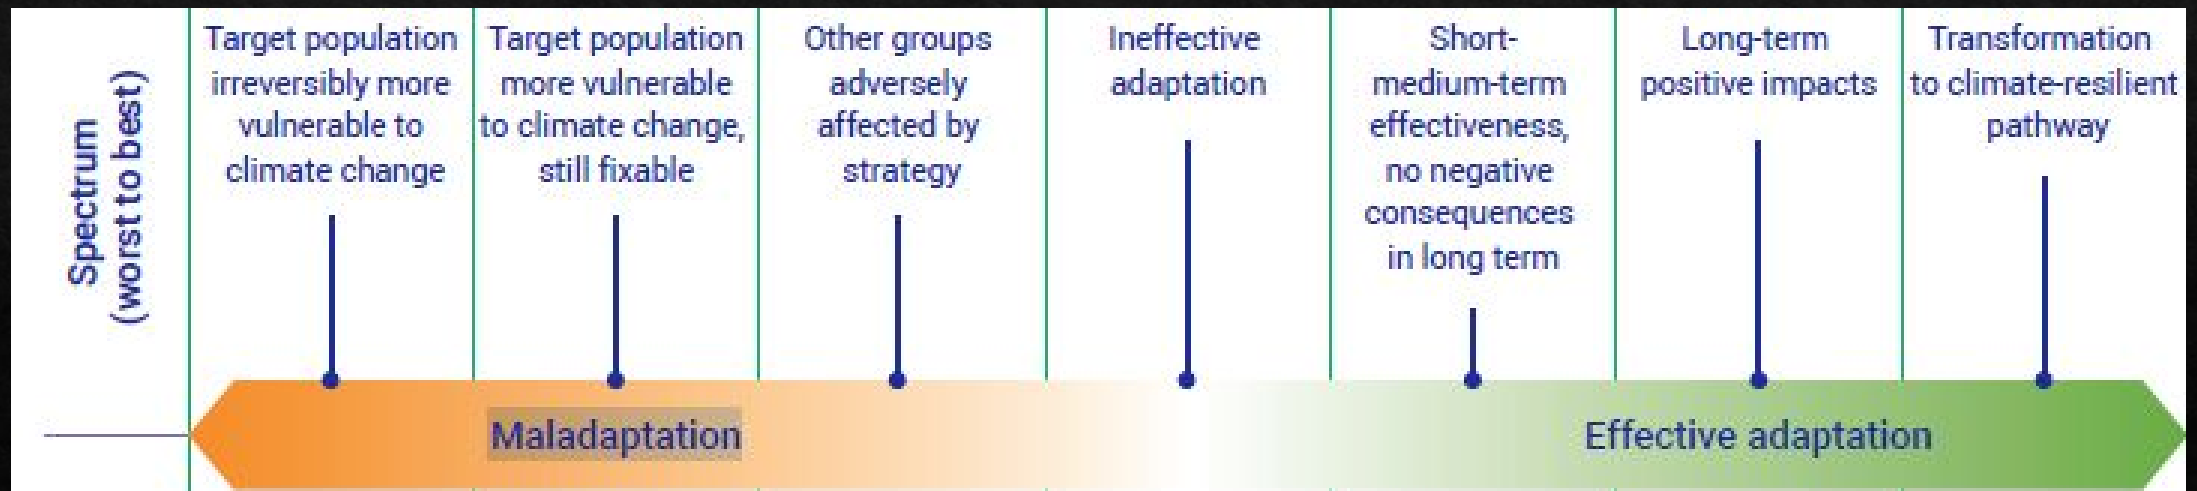 Spectrum
(worst to best)
Target population
irreversibly more
vulnerable to
climate change
Target population
more vulnerable
to climate change,
still fixable
Other groups
adversely
affected by
strategy
Ineffective
adaptation
Short-
medium-term
effectiveness,
no negative
consequences
in long term
Long-term
positive impacts
Transformation
to climate-resilient
pathway
Maladaptation
Effective adaptation